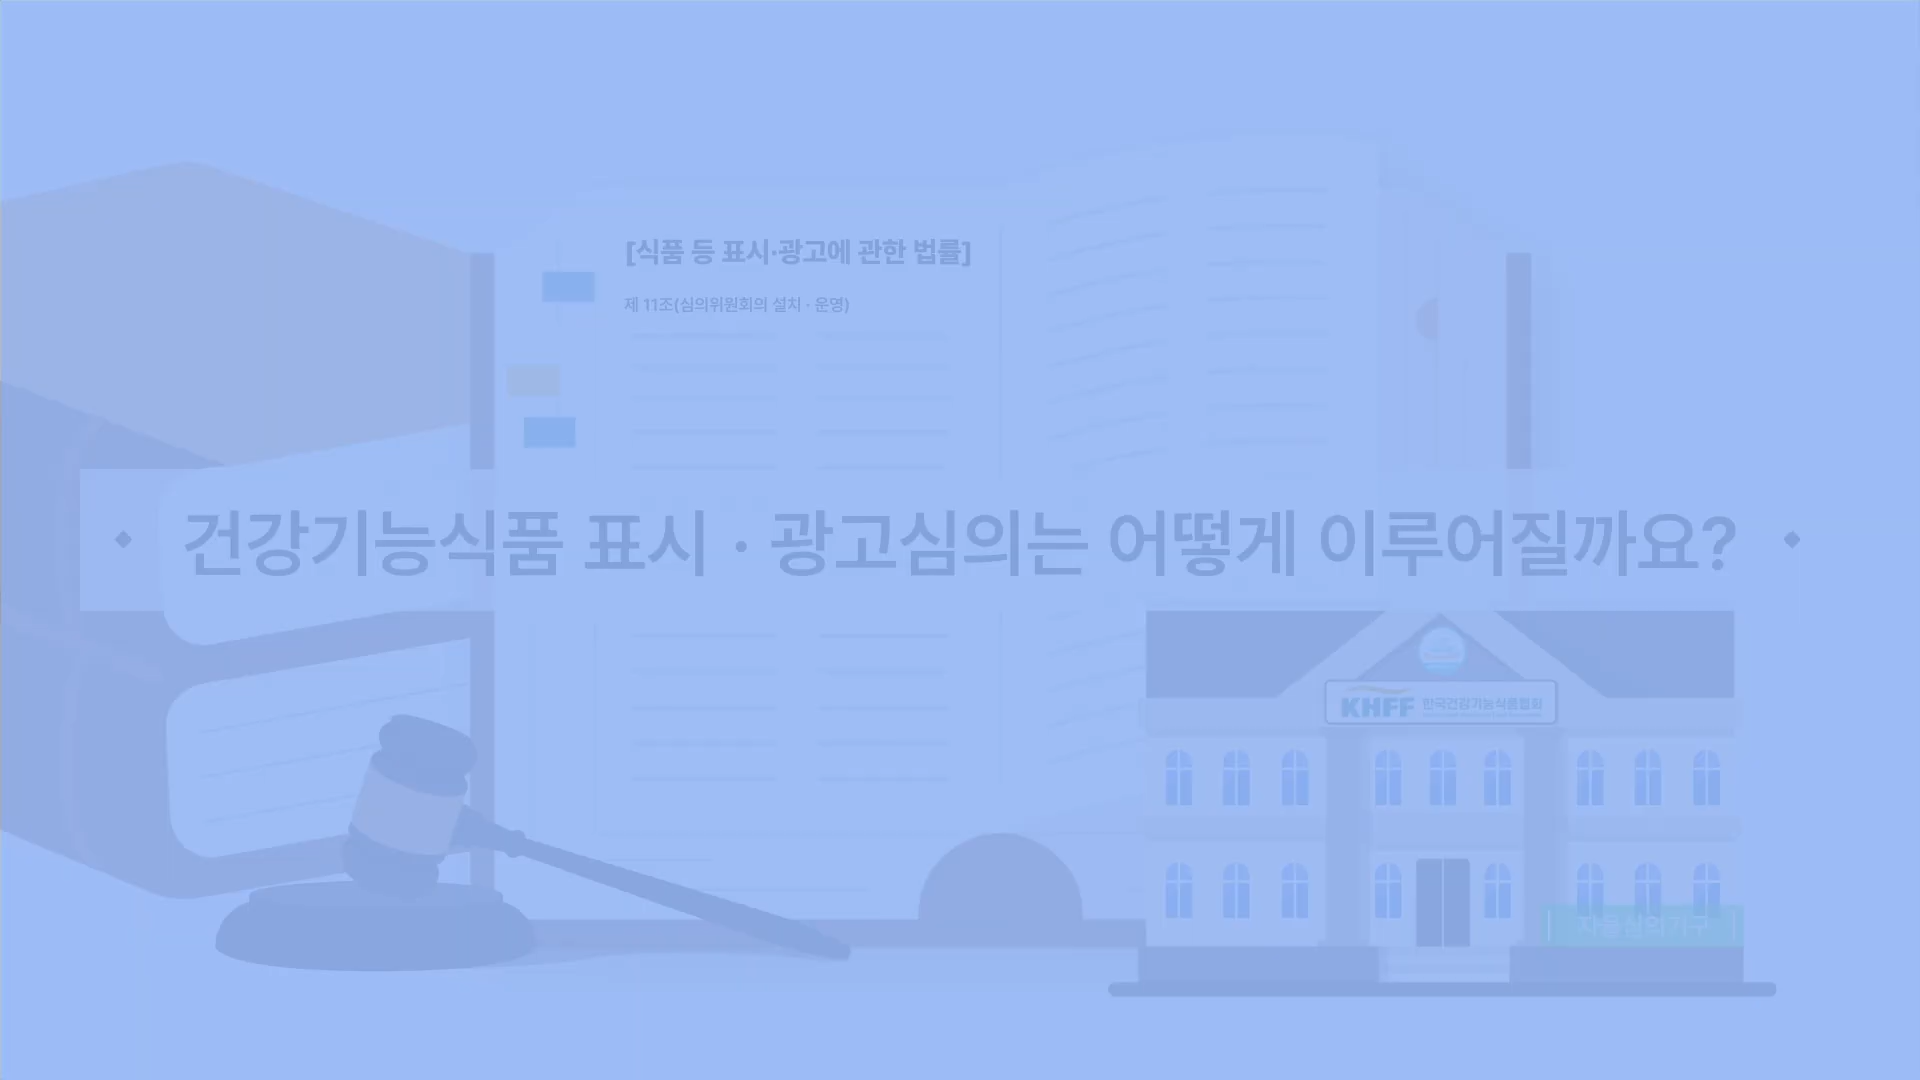 [식품 등 표시·광고에 관한 법률]
제 11조(심의위원회의 설치 · 운영)
건강기능식품 표시 · 광고심의는 어떻게 이루어질까요?
KHFF 한국건강기능식품협회
자율심의기구